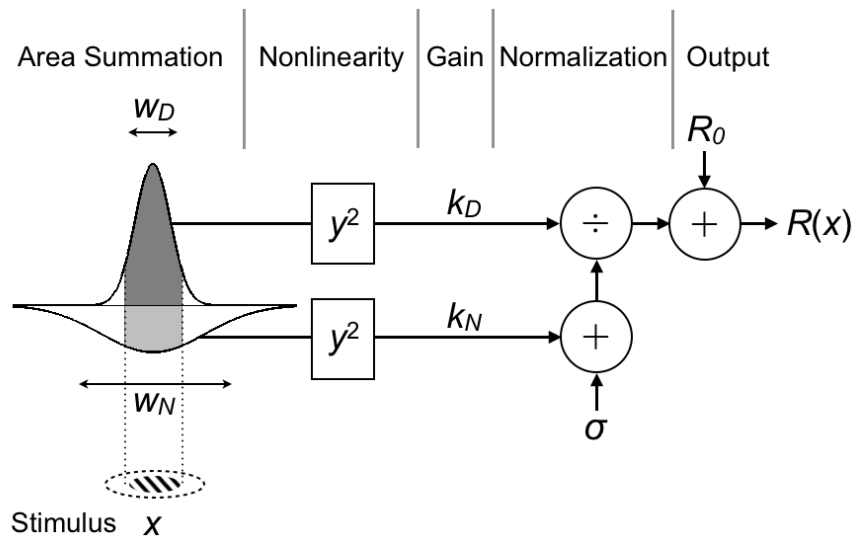 Area Summation Nonlinearity Gain Normalization Output
w_D
R_0
y² k_D ÷ + R(x)
y² k_N +
w_N
σ
Stimulus x